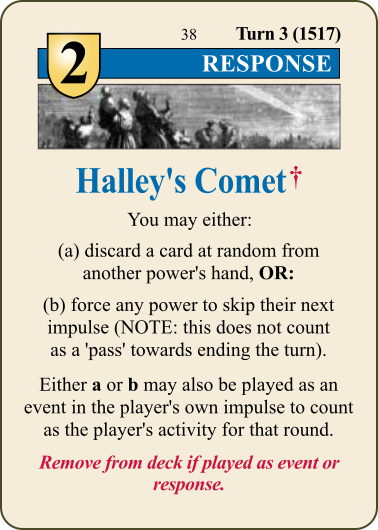 38 Turn 3 (1517)
2 RESPONSE
Halley's Comet†
You may either:
(a) discard a card at random from
another power's hand, OR:
(b) force any power to skip their next
impulse (NOTE: this does not count
as a 'pass' towards ending the turn).
Either a or b may also be played as an
event in the player's own impulse to count
as the player's activity for that round.
Remove from deck if played as event or
response.